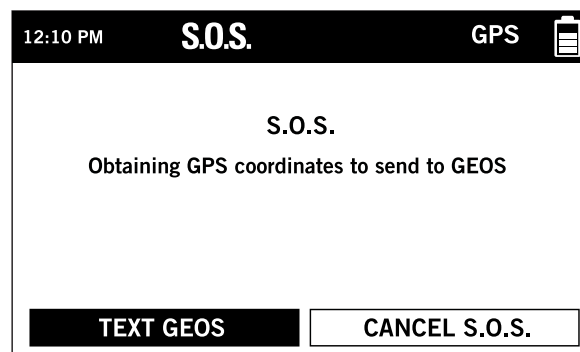 12:10 PM S.O.S. GPS
S.O.S.
Obtaining GPS coordinates to send to GEOS
TEXT GEOS CANCEL S.O.S.